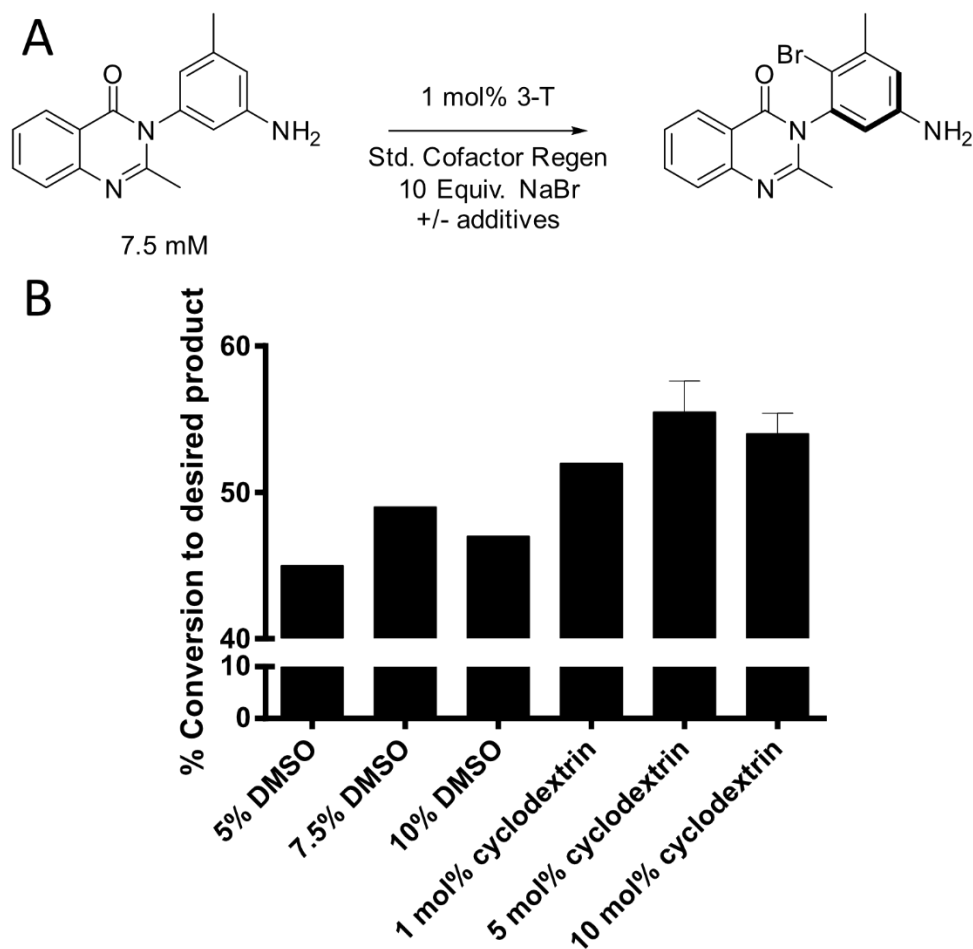 A
O
N
N
NH2
7.5 mM
1 mol% 3-T
Std. Cofactor Regen
10 Equiv. NaBr
+/- additives
Br
O
N
N
NH2
B
% Conversion to desired product
60
50
40
10
0
5% DMSO
7.5% DMSO
10% DMSO
1 mol% cyclodextrin
5 mol% cyclodextrin
10 mol% cyclodextrin